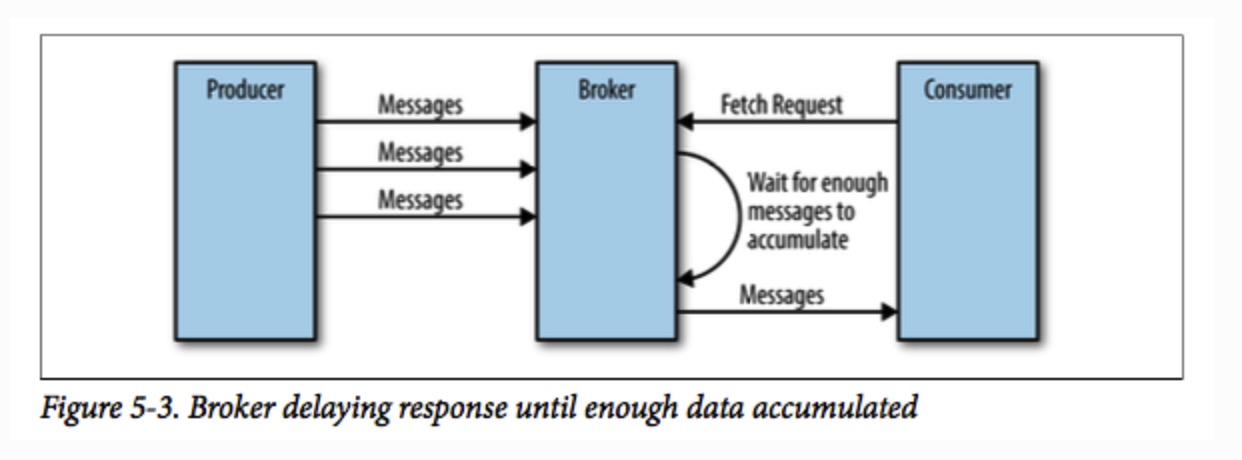 Producer
Broker
Consumer
Messages
Messages
Messages
Fetch Request
Wait for enough
messages to
accumulate
Messages
Figure 5-3. Broker delaying response until enough data accumulated